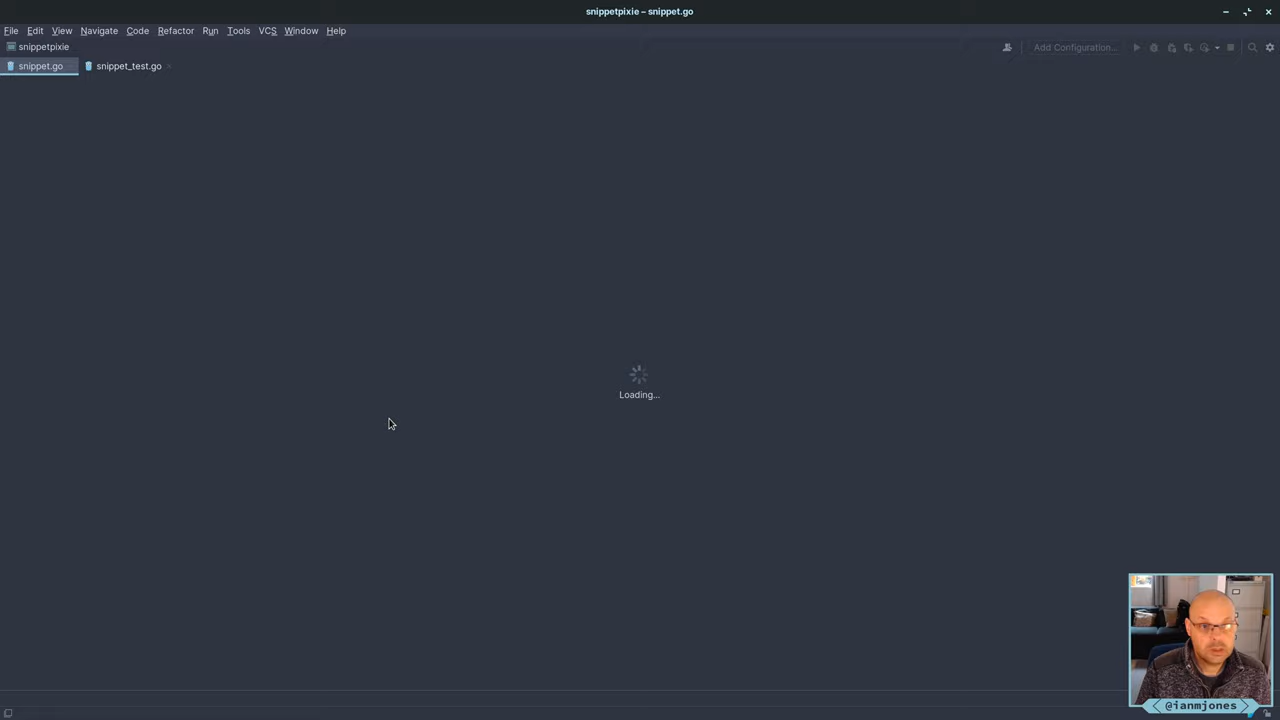 snippetpixie – snippet.go
File Edit View Navigate Code Refactor Run Tools VCS Window Help
snippetpixie
Add Configuration...
snippet.go snippet_test.go
Loading...
@ianmjones